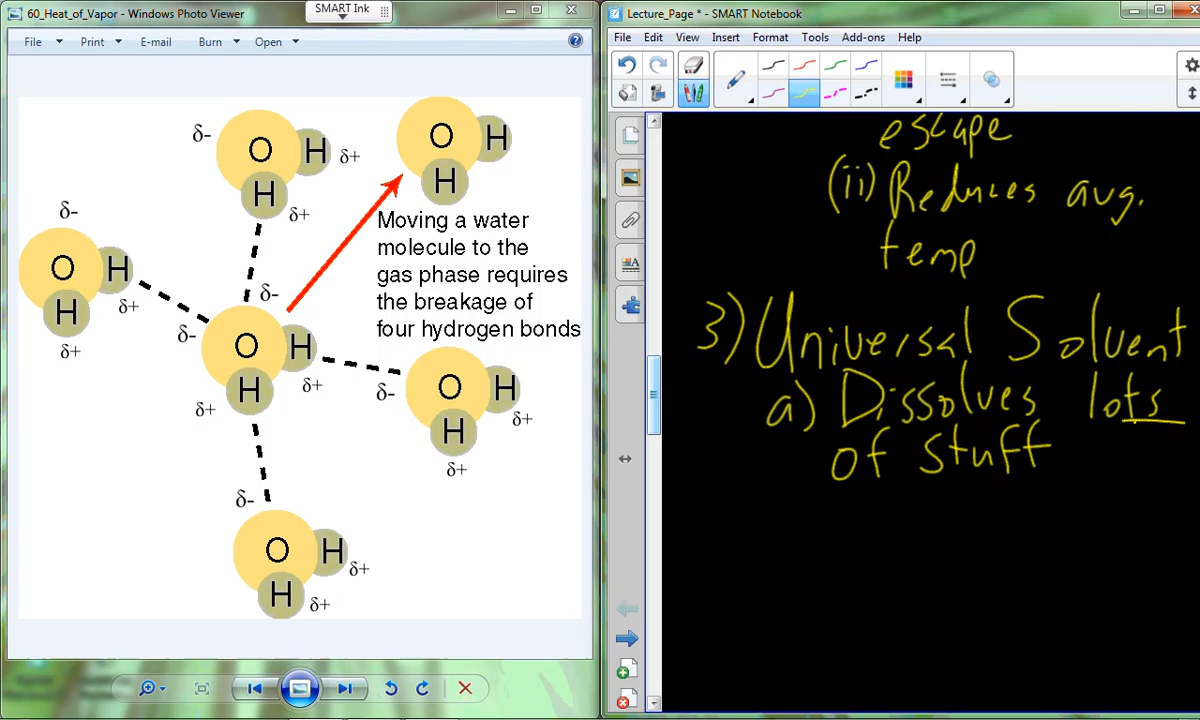 60_Heat_of_Vapor - Windows Photo Viewer
SMART Ink
File Print E-mail Burn Open
δ- O H δ+
H δ+
O H
H
Moving a water
molecule to the
gas phase requires
the breakage of
four hydrogen bonds
δ-
O H δ+
H
δ+
δ-
δ- O H δ+
δ+ H
δ- O H δ+
H
δ+
δ-
O H δ+
H δ+
Lecture_Page * - SMART Notebook
File Edit View Insert Format Tools Add-ons Help
escape
(ii) Reduces avg.
temp
3) Universal Solvent
a) Dissolves lots
of stuff